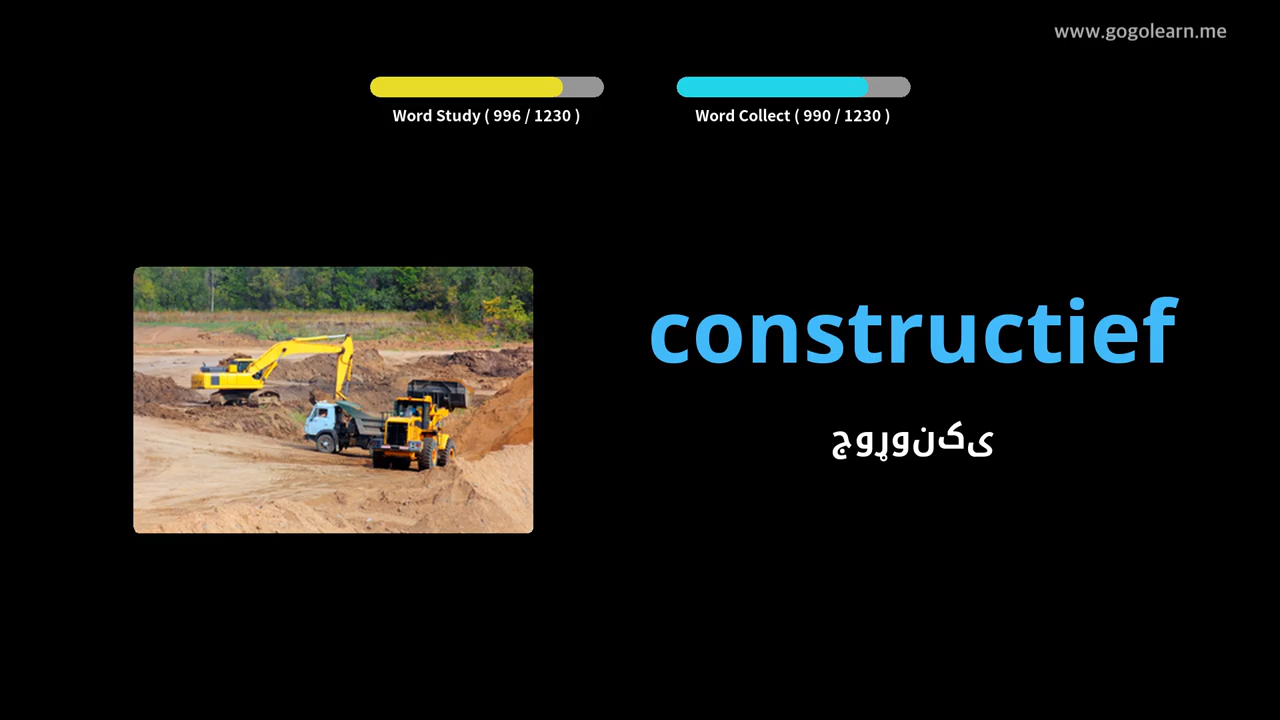 www.gogolearn.me
Word Study ( 996 / 1230 )
Word Collect ( 990 / 1230 )
constructief
جوړونکی